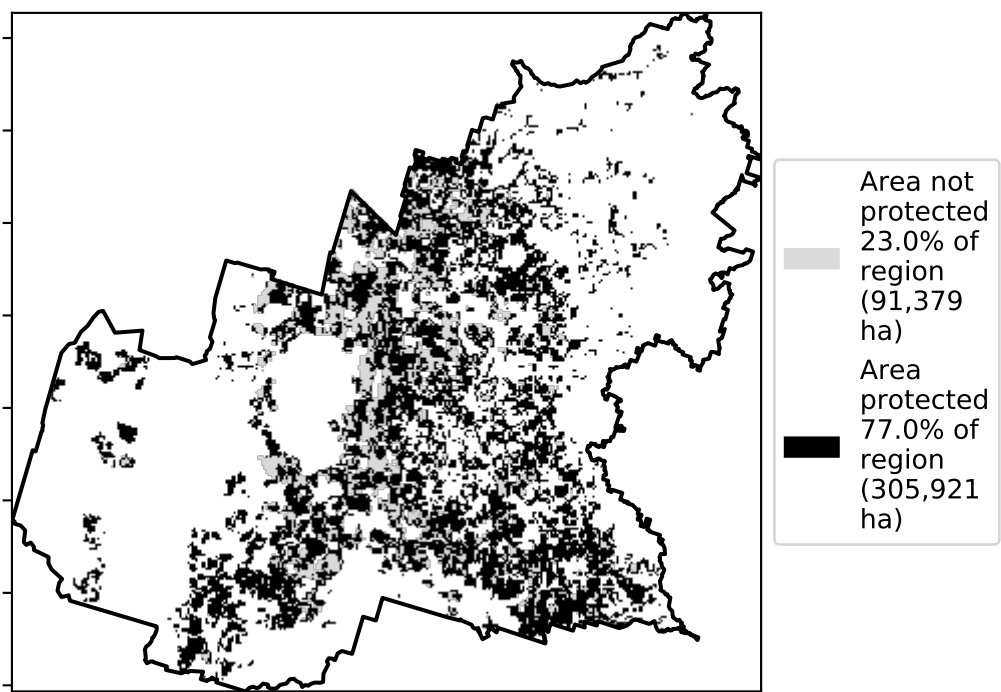 Area not
protected
23.0% of
region
(91,379
ha)
Area
protected
77.0% of
region
(305,921
ha)